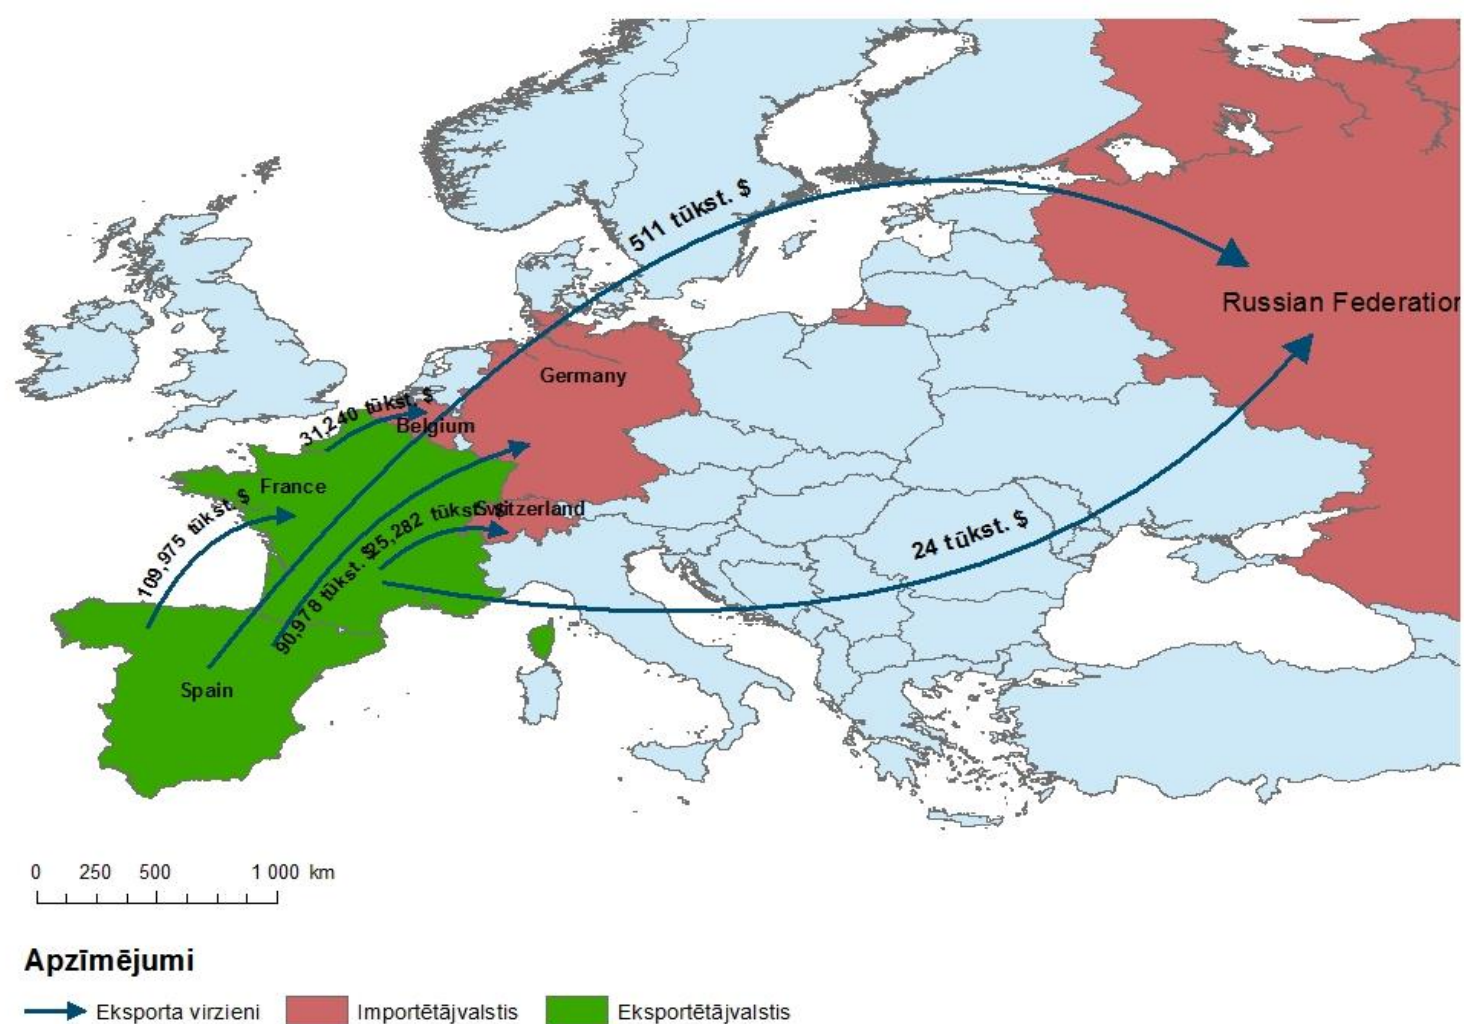 511 tūkst. $
Russian Federation
Germany
31,240 tūkst. $
Belgium
France
109,975 tūkst. $
25,282 tūkst. $
Switzerland
90,978 tūkst. $
24 tūkst. $
Spain
0 250 500 1 000 km
Apzīmējumi
Eksporta virzieni Importētājvalstis Eksportētājvalstis